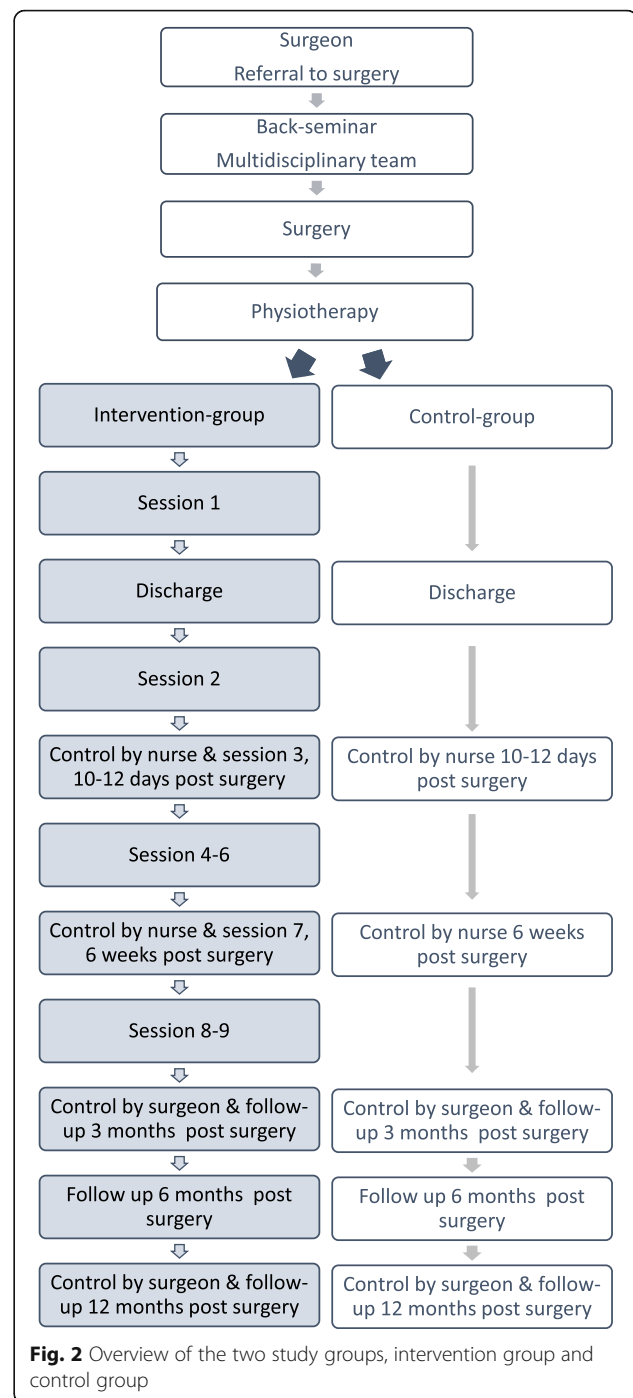 Surgeon
Referral to surgery
Back-seminar
Multidisciplinary team
Surgery
Physiotherapy
Intervention-group
Control-group
Session 1
Discharge
Discharge
Session 2
Control by nurse & session 3,
10-12 days post surgery
Control by nurse 10-12 days
post surgery
Session 4-6
Control by nurse & session 7,
6 weeks post surgery
Control by nurse 6 weeks
post surgery
Session 8-9
Control by surgeon & follow-
up 3 months post surgery
Control by surgeon & follow-
up 3 months post surgery
Follow up 6 months post
surgery
Follow up 6 months post
surgery
Control by surgeon & follow-
up 12 months post surgery
Control by surgeon & follow-
up 12 months post surgery
Fig. 2 Overview of the two study groups, intervention group and
control group